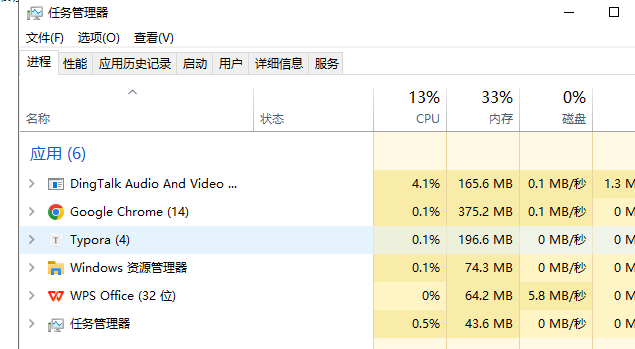 任务管理器
文件(F) 选项(O) 查看(V)
进程 性能 应用历史记录 启动 用户 详细信息 服务
13% 33% 0%
名称 状态 CPU 内存 磁盘
应用 (6)
DingTalk Audio And Video ... 4.1% 165.6 MB 0.1 MB/秒 1.3 M
Google Chrome (14) 0.1% 375.2 MB 0.1 MB/秒 0 M
Typora (4) 0.1% 196.6 MB 0 MB/秒 0 M
Windows 资源管理器 0.1% 74.3 MB 0 MB/秒 0 M
WPS Office (32 位) 0% 64.2 MB 5.8 MB/秒 0 M
任务管理器 0.5% 43.6 MB 0 MB/秒 0 M